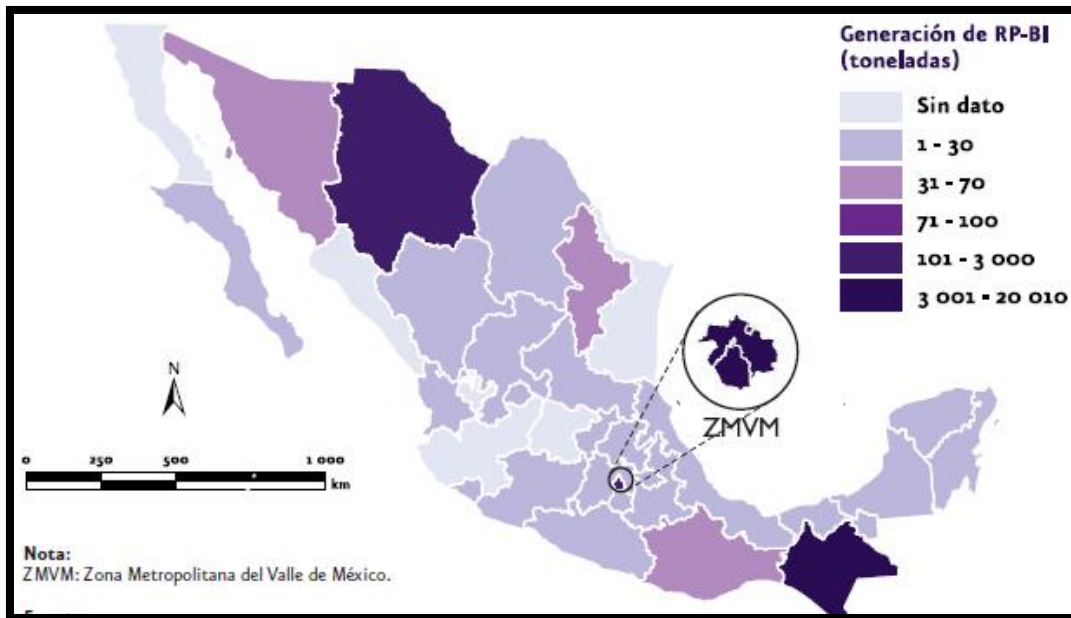 Generación de RP-BI
(toneladas)
Sin dato
1 - 30
31 - 70
71 - 100
101 - 3 000
3 001 - 20 010
ZMVM
N
0 250 500 1 000
km
Nota:
ZMVM: Zona Metropolitana del Valle de México.